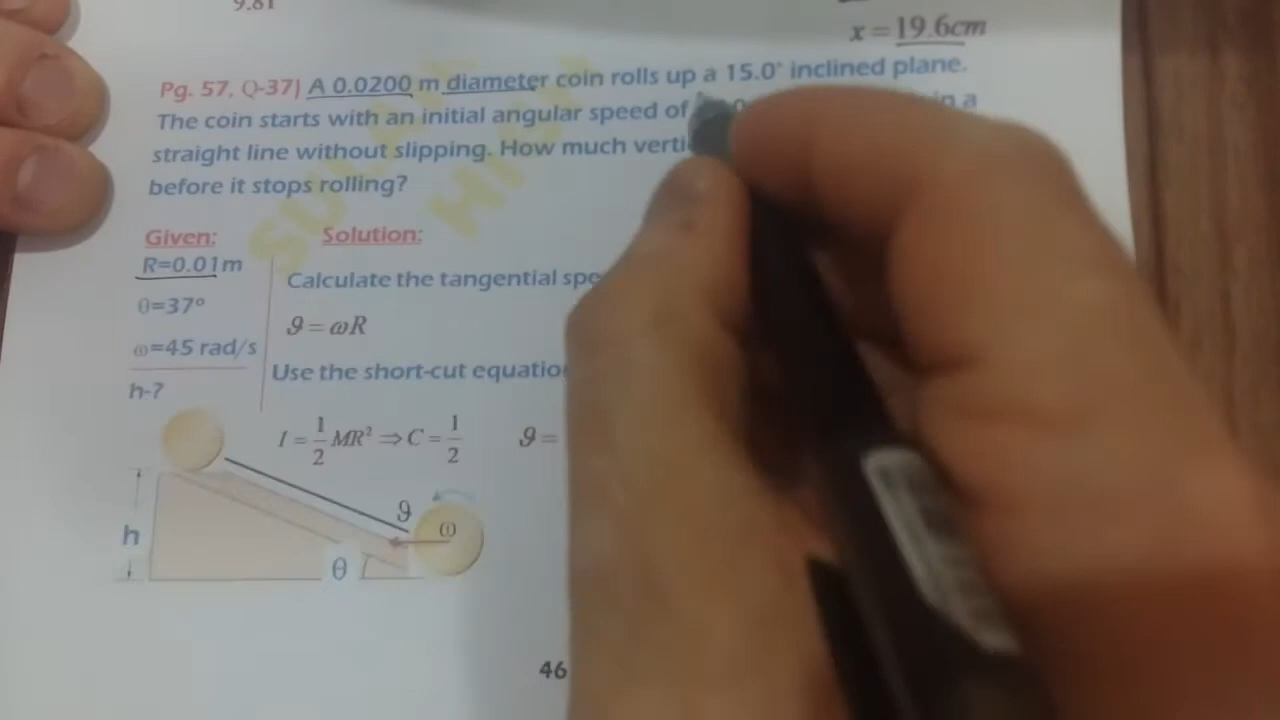 9.81
x = 19.6cm
Pg. 57, Q-37) A 0.0200 m diameter coin rolls up a 15.0° inclined plane.
The coin starts with an initial angular speed of in a
straight line without slipping. How much
before it stops rolling?
Given: Solution:
R=0.01m
Calculate the tangential
θ=37°
ϑ = ωR
ω=45 rad/s
Use the short-cut
h-?
I = 1/2 MR² ⇒ C = 1/2 ϑ =
h
ϑ
ω
θ
46